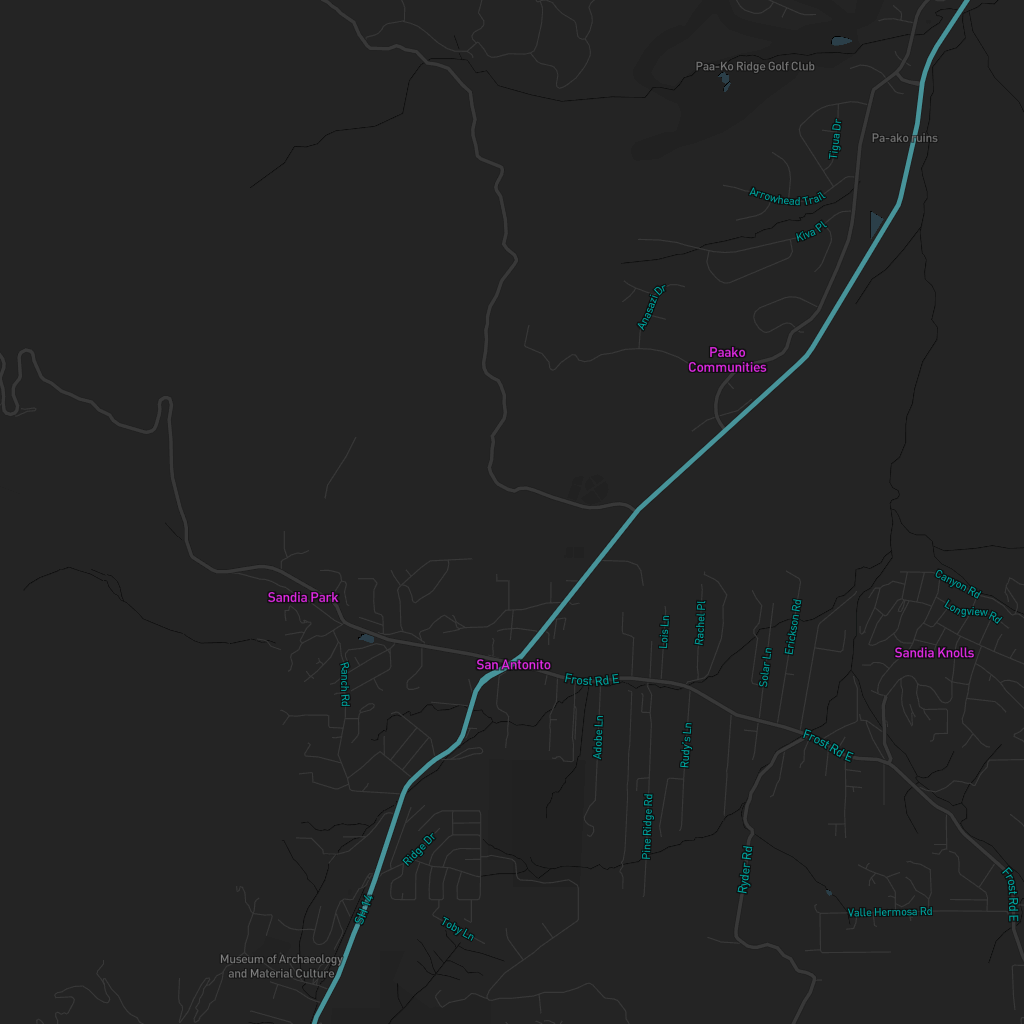 Paa-Ko Ridge Golf Club
Tigua Dr
Pa-ako ruins
Arrowhead Trail
Kiva Pl
Anasazi Dr
Paako
Communities
Canyon Rd
Longview Rd
Sandia Park
Lois Ln
Rachel Pl
Erickson Rd
Sandia Knolls
San Antonito
Solar Ln
Ranch Rd
Frost Rd E
Adobe Ln
Rudy's Ln
Frost Rd E
Pine Ridge Rd
Ridge Dr
Ryder Rd
Frost Rd E
SH 14
Valle Hermosa Rd
Toby Ln
Museum of Archaeology
and Material Culture